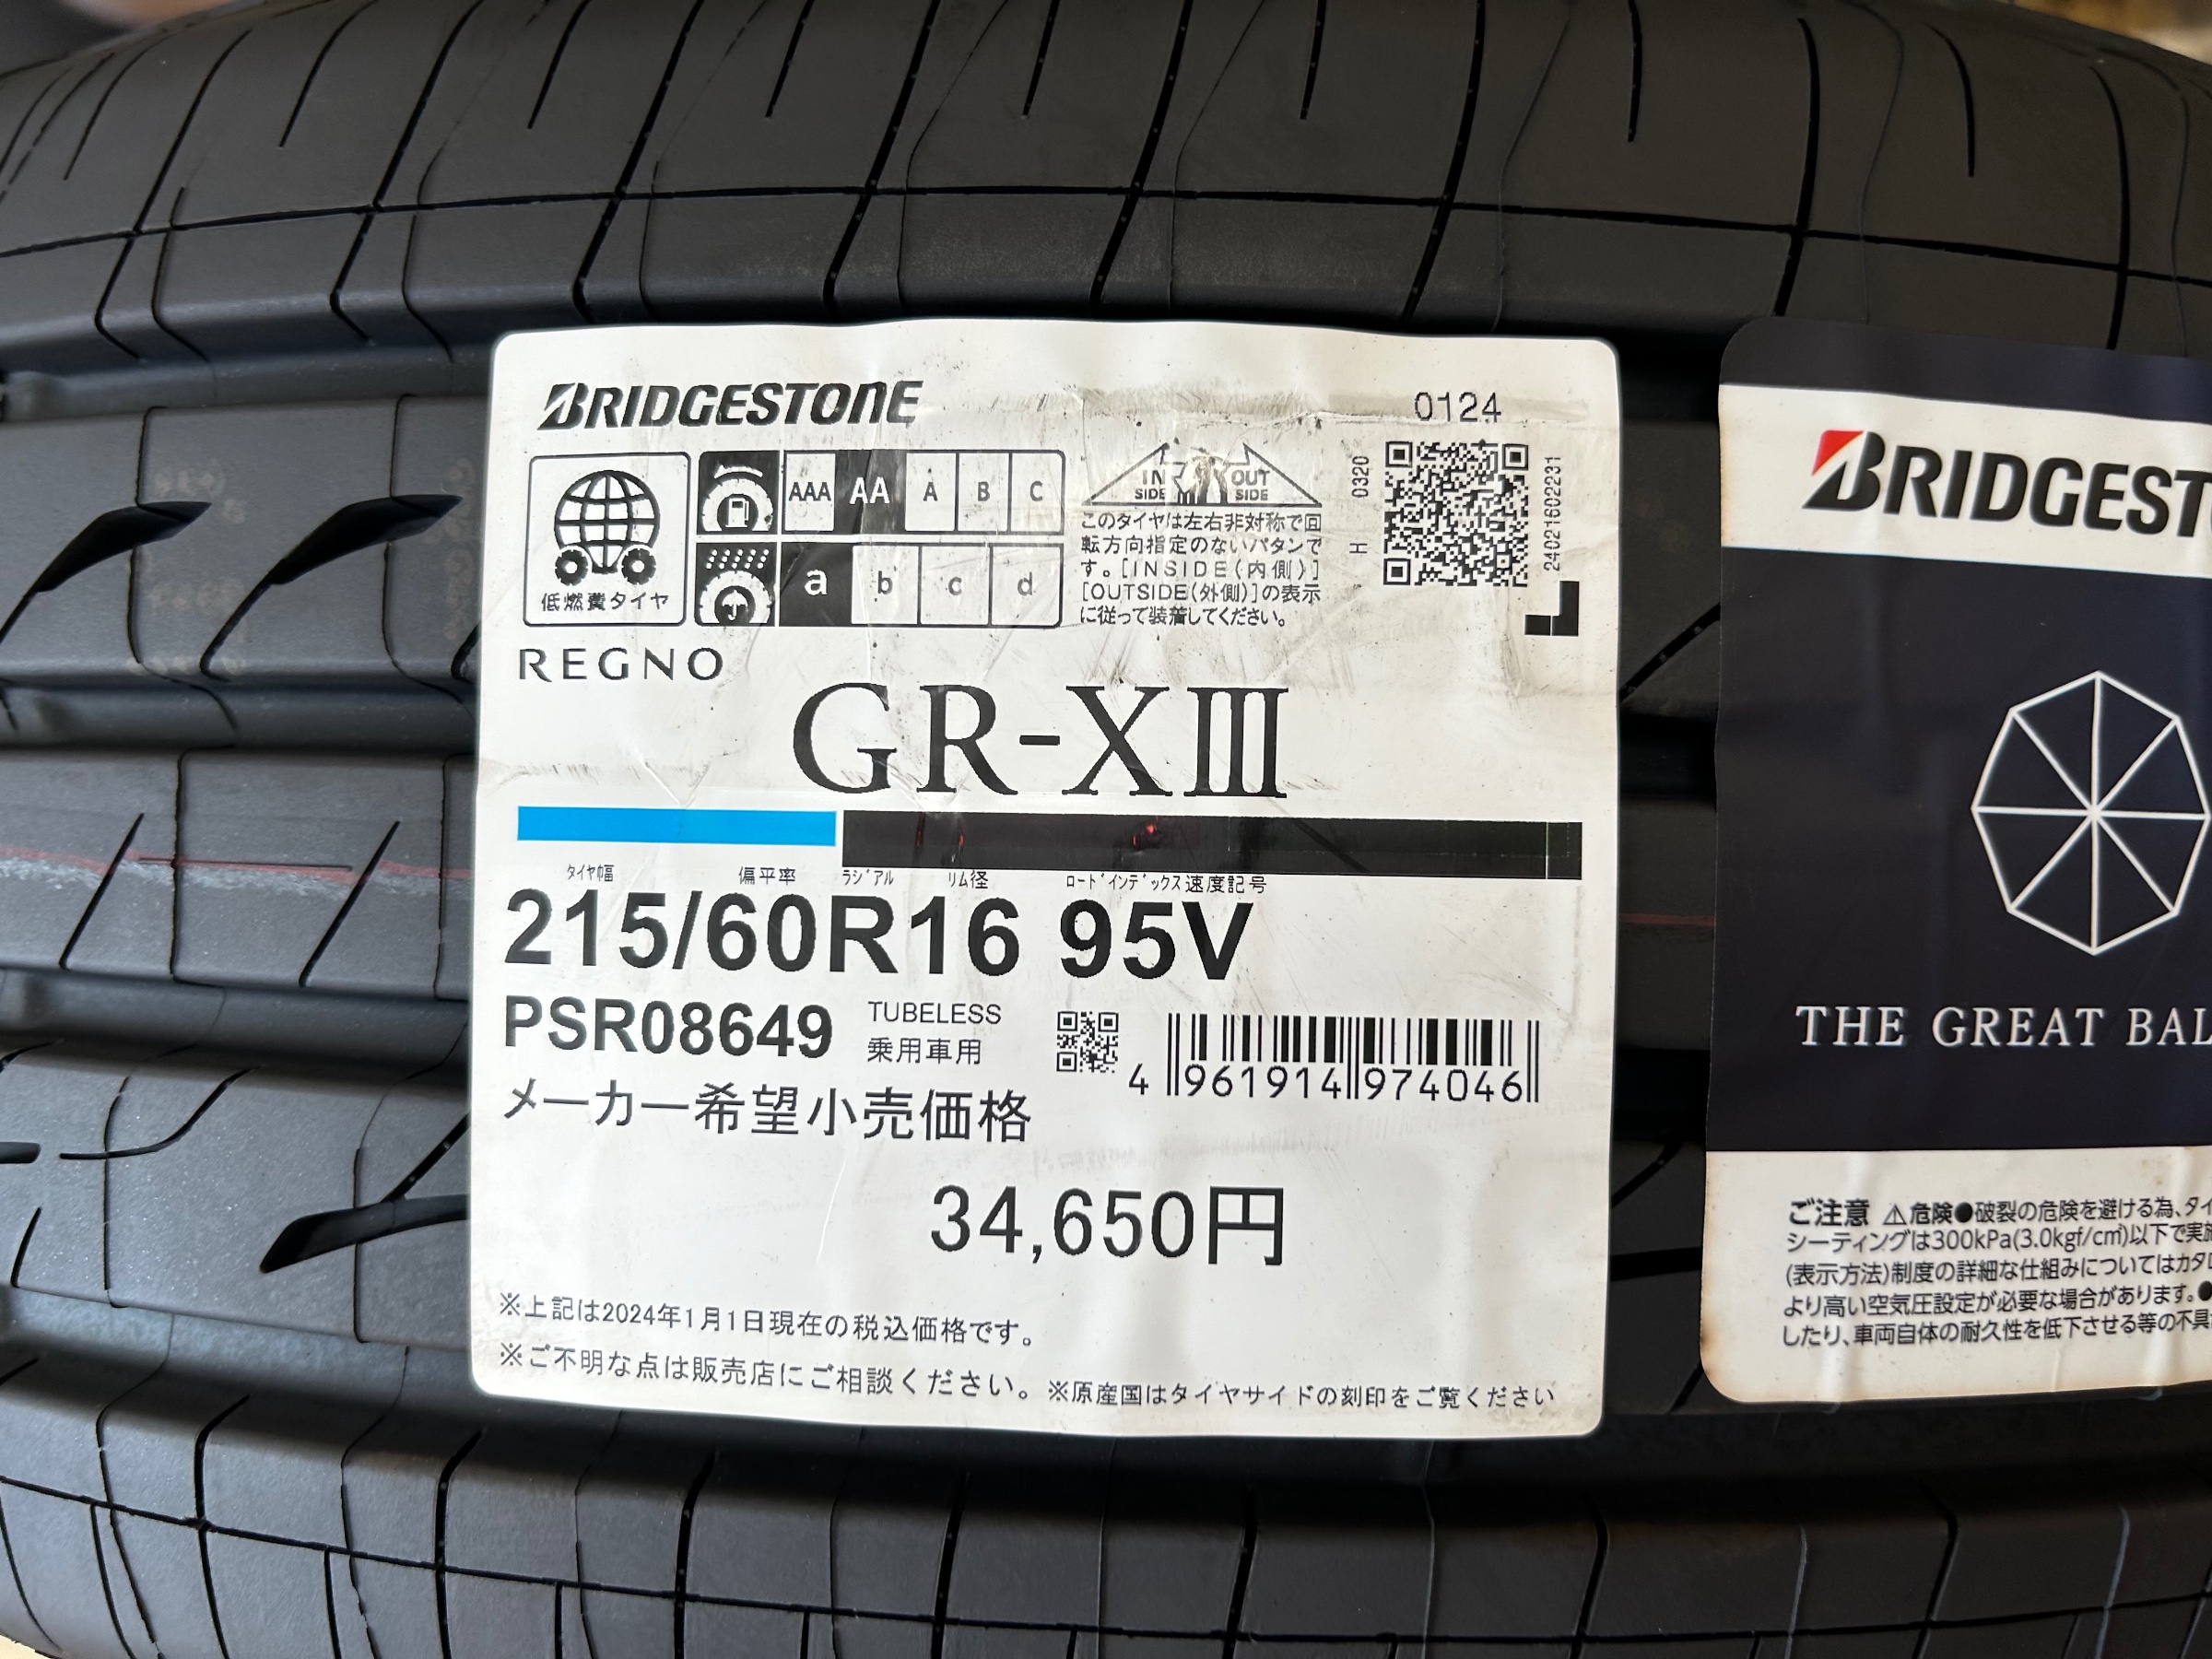 BRIDGESTONE
0124
低燃費タイヤ
AAA AA A B C
a b c d
INSIDE OUTSIDE
このタイヤは左右非対称で回
転方向指定のないパタンで
す。[INSIDE(内側)]
[OUTSIDE(外側)]の表示
に従って装着してください。
0320
H
24021602231
REGNO
GR-XIII
タイヤ幅 偏平率 ラジアル リム径 ロードインデックス 速度記号
215/60R16 95V
PSR08649
TUBELESS
乗用車用
4 961914 974046
メーカー希望小売価格
34,650円
※上記は2024年1月1日現在の税込価格です。
※ご不明な点は販売店にご相談ください。
※原産国はタイヤサイドの刻印をご覧ください
BRIDGEST
THE GREAT BAL
ご注意 ⚠危険●破裂の危険を避ける為、タイ
シーティングは300kPa(3.0kgf/c㎡)以下で実施
(表示方法)制度の詳細な仕組みについてはカタロ
より高い空気圧設定が必要な場合があります。●
したり、車両自体の耐久性を低下させる等の不具